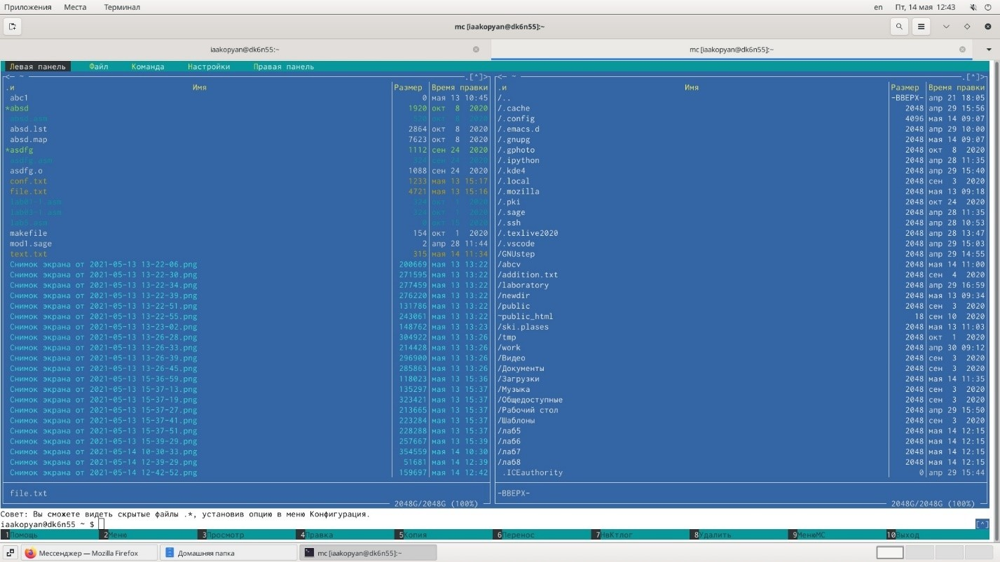 Приложения Места Терминал en Пт, 14 мая 12:43
mc [iaakopyan@dk6n55]:~
iaakopyan@dk6n55:~ mc [iaakopyan@dk6n55]:~
Левая панель Файл Команда Настройки Правая панель
<— ~ .[^]>
.и Имя Размер Время правки
abc1 0 мая 13 10:45
*absd 1920 окт 8 2020
absd.lst 2864 окт 8 2020
absd.map 7623 окт 8 2020
*asdfg 1112 сен 24 2020
asdfg.o 1088 сен 24 2020
conf.txt 1233 мая 13 15:17
file.txt 4721 мая 13 15:16
makefile 154 окт 1 2020
mod1.sage 2 апр 28 11:44
text.txt 315 мая 14 11:34
Снимок экрана от 2021-05-13 13-22-06.png 200669 мая 13 13:22
Снимок экрана от 2021-05-13 13-22-30.png 271595 мая 13 13:22
Снимок экрана от 2021-05-13 13-22-34.png 277459 мая 13 13:22
Снимок экрана от 2021-05-13 13-22-39.png 276220 мая 13 13:22
Снимок экрана от 2021-05-13 13-22-51.png 131786 мая 13 13:22
Снимок экрана от 2021-05-13 13-22-55.png 243061 мая 13 13:22
Снимок экрана от 2021-05-13 13-23-02.png 148762 мая 13 13:23
Снимок экрана от 2021-05-13 13-26-28.png 304922 мая 13 13:26
Снимок экрана от 2021-05-13 13-26-33.png 214428 мая 13 13:26
Снимок экрана от 2021-05-13 13-26-39.png 296900 мая 13 13:26
Снимок экрана от 2021-05-13 13-26-45.png 285863 мая 13 13:26
Снимок экрана от 2021-05-13 15-36-59.png 118023 мая 13 15:36
Снимок экрана от 2021-05-13 15-37-13.png 135297 мая 13 15:37
Снимок экрана от 2021-05-13 15-37-19.png 323421 мая 13 15:37
Снимок экрана от 2021-05-13 15-37-27.png 213665 мая 13 15:37
Снимок экрана от 2021-05-13 15-37-41.png 223284 мая 13 15:37
Снимок экрана от 2021-05-13 15-37-51.png 228288 мая 13 15:37
Снимок экрана от 2021-05-13 15-39-29.png 257667 мая 13 15:39
Снимок экрана от 2021-05-14 10-30-33.png 354559 мая 14 10:30
Снимок экрана от 2021-05-14 12-39-29.png 51681 мая 14 12:39
Снимок экрана от 2021-05-14 12-42-52.png 159697 мая 14 12:42
file.txt
2048G/2048G (100%)
<— ~ .[^]>
.и Имя Размер Время правки
/.. -ВВЕРХ- апр 21 18:05
/.cache 2048 апр 29 15:56
/.config 4096 мая 14 09:07
/.emacs.d 2048 апр 29 10:00
/.gnupg 2048 мая 14 09:07
/.gphoto 2048 окт 8 2020
/.ipython 2048 апр 28 11:35
/.kde4 2048 апр 29 15:40
/.local 2048 сен 3 2020
/.mozilla 2048 мая 13 09:18
/.pki 2048 окт 24 2020
/.sage 2048 апр 28 11:35
/.ssh 2048 апр 28 10:53
/.texlive2020 2048 апр 28 13:47
/.vscode 2048 апр 29 15:03
/GNUstep 2048 апр 29 14:55
/abcv 2048 мая 14 11:00
/addition.txt 2048 сен 4 2020
/laboratory 2048 апр 29 16:59
/newdir 2048 мая 13 09:34
/public 2048 сен 3 2020
~public_html 18 сен 10 2020
/ski.plases 2048 мая 13 11:03
/tmp 2048 окт 1 2020
/work 2048 апр 30 09:12
/Видео 2048 сен 3 2020
/Документы 2048 сен 3 2020
/Загрузки 2048 мая 14 11:35
/Музыка 2048 сен 3 2020
/Общедоступные 2048 сен 3 2020
/Рабочий стол 2048 апр 29 15:50
/Шаблоны 2048 сен 3 2020
/лаб5 2048 мая 14 12:15
/лаб6 2048 мая 14 12:15
/лаб7 2048 мая 14 12:15
/лаб8 2048 мая 14 12:15
.ICEauthority 0 апр 29 15:44
-ВВЕРХ-
2048G/2048G (100%)
Совет: Вы сможете видеть скрытые файлы .*, установив опцию в меню Конфигурация.
iaakopyan@dk6n55 ~ $ [^]
1Помощь 2Меню 3Просмотр 4Правка 5Копия 6Перенос 7НвКтлог 8Удалить 9МенюМС 10Выход
Мессенджер — Mozilla Firefox Домашняя папка mc [iaakopyan@dk6n55]:~